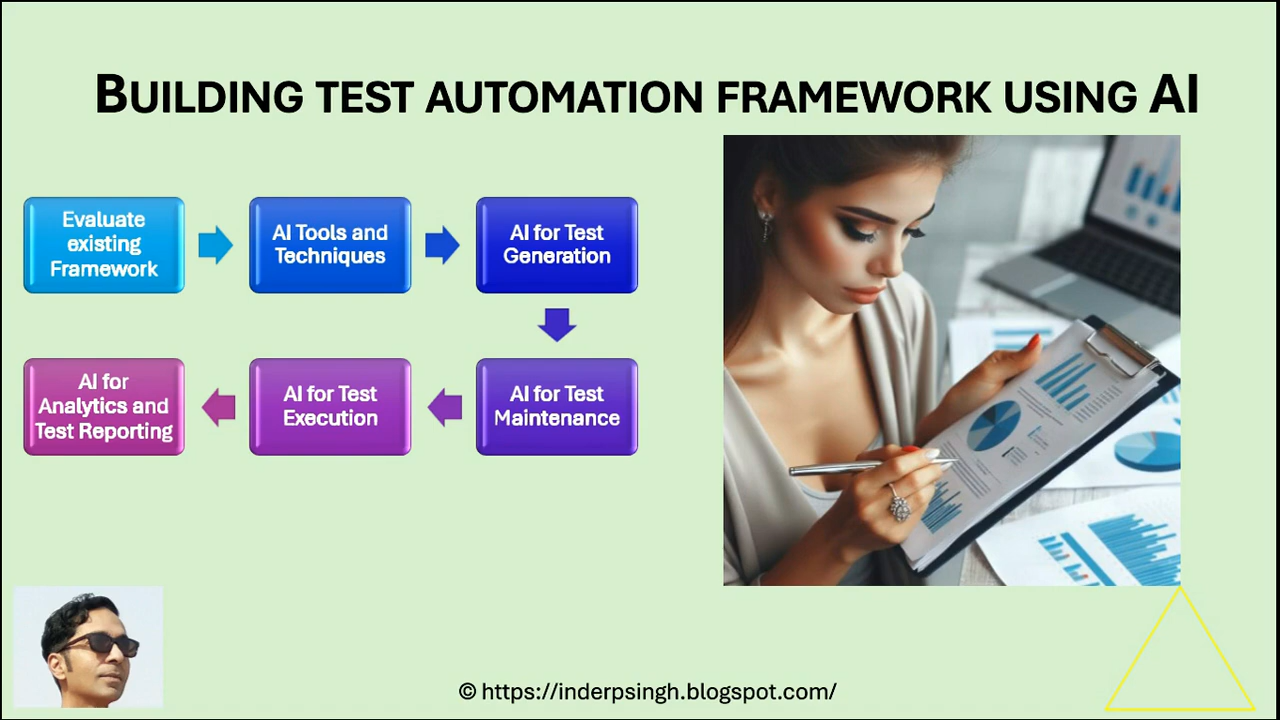 BUILDING TEST AUTOMATION FRAMEWORK USING AI
Evaluate
existing
Framework
AI Tools and
Techniques
AI for Test
Generation
AI for Test
Maintenance
AI for Test
Execution
AI for
Analytics and
Test Reporting
© https://inderpsingh.blogspot.com/